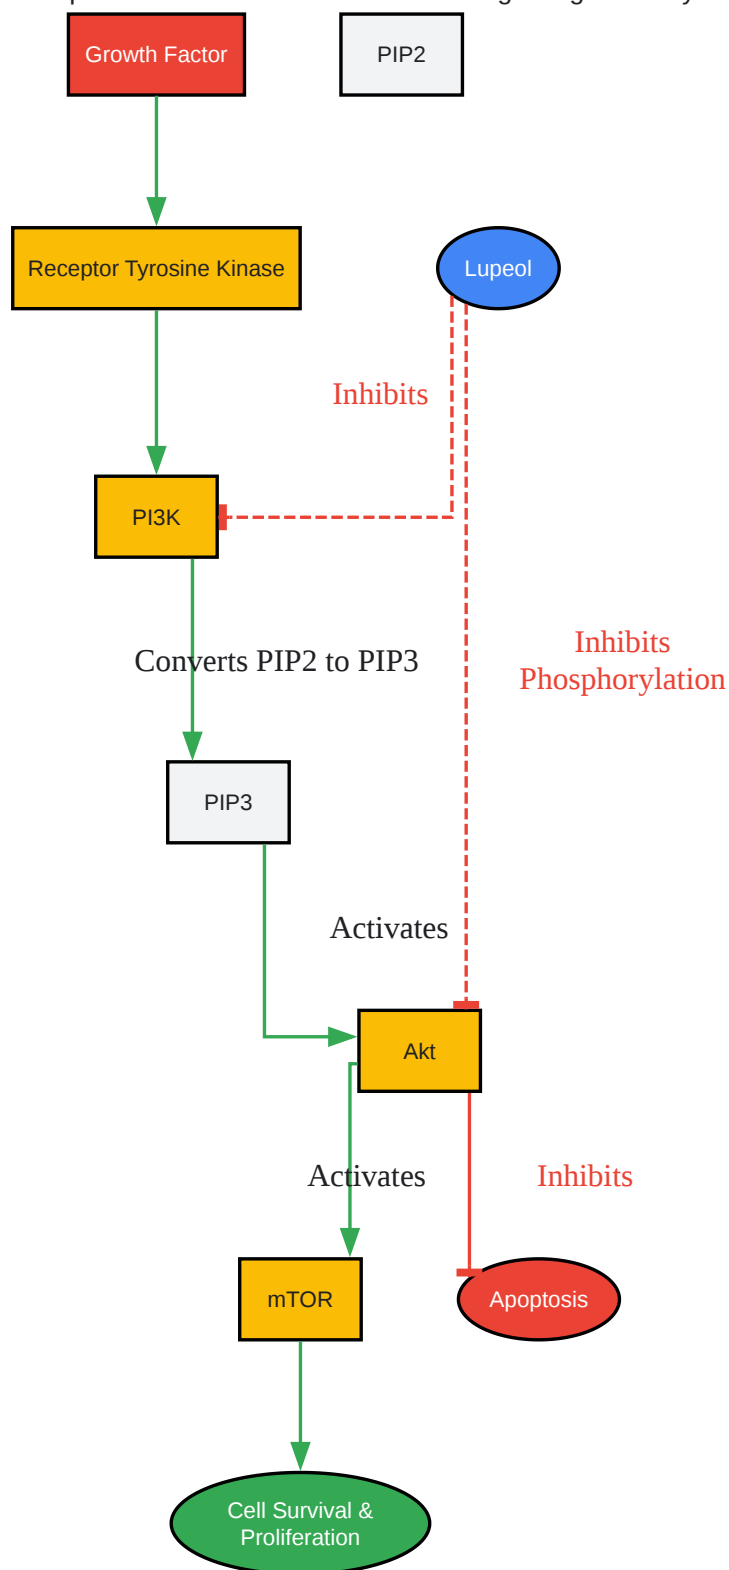 Growth Factor
PIP2
Receptor Tyrosine Kinase
Lupeol
Inhibits
PI3K
Inhibits
Phosphorylation
Converts PIP2 to PIP3
PIP3
Activates
Akt
Activates
Inhibits
mTOR
Apoptosis
Cell Survival &
Proliferation